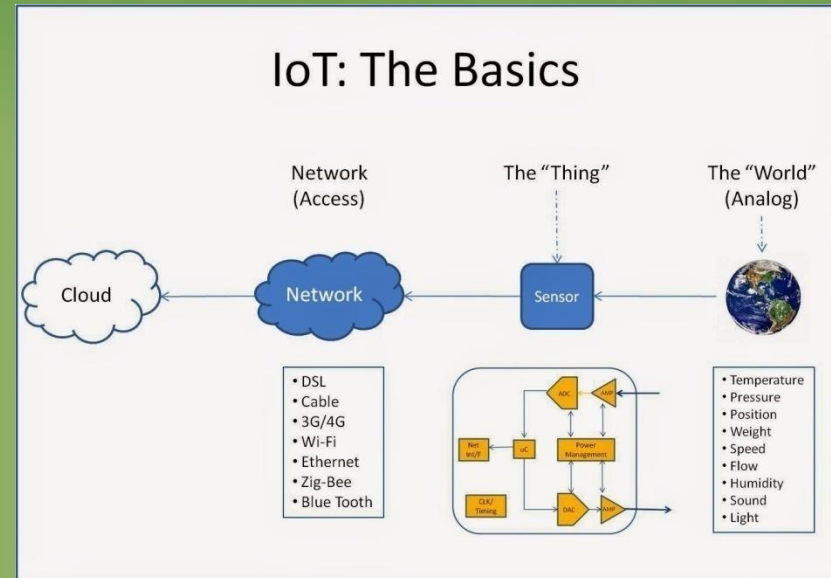 IoT: The Basics
Network
(Access)
The “Thing”
The “World”
(Analog)
Cloud
Network
Sensor
• DSL
• Cable
• 3G/4G
• Wi-Fi
• Ethernet
• Zig-Bee
• Blue Tooth
ADC
AMP
Net
Int/F
uC
Power
Management
CLK/
Timing
DAC
AMP
• Temperature
• Pressure
• Position
• Weight
• Speed
• Flow
• Humidity
• Sound
• Light